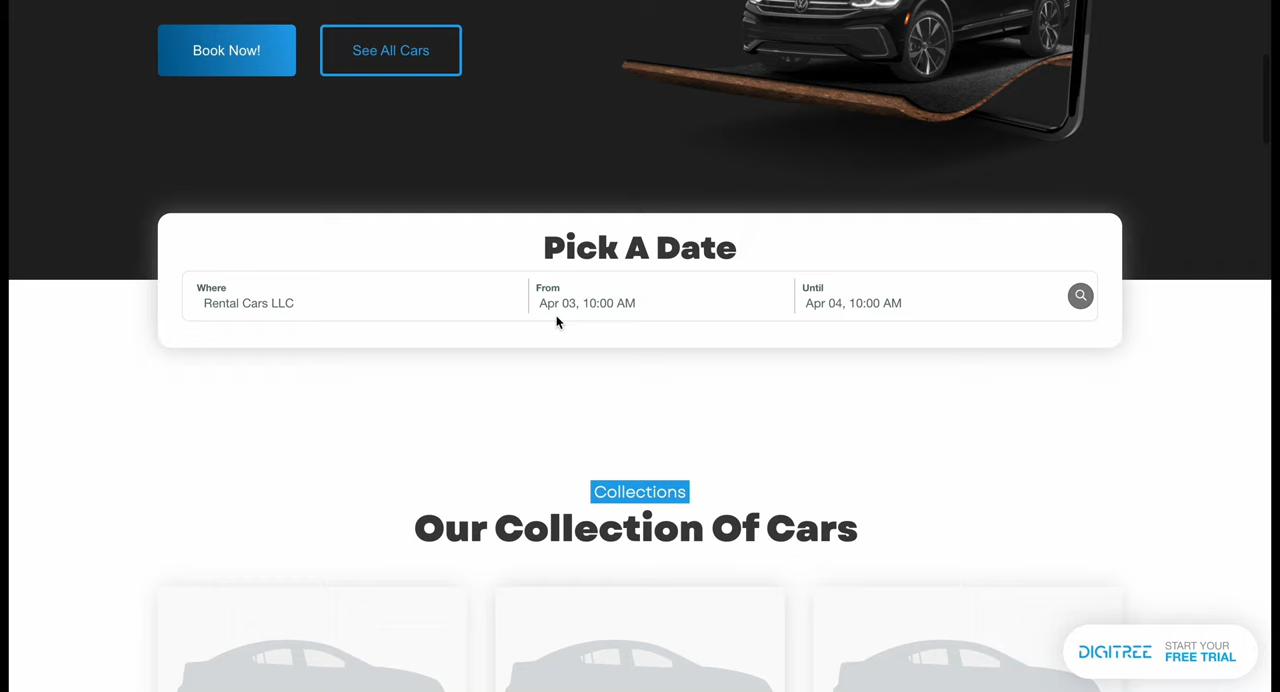 Book Now!
See All Cars
Pick A Date
Where
Rental Cars LLC
From
Apr 03, 10:00 AM
Until
Apr 04, 10:00 AM
Collections
Our Collection Of Cars
DIGITREE
START YOUR
FREE TRIAL